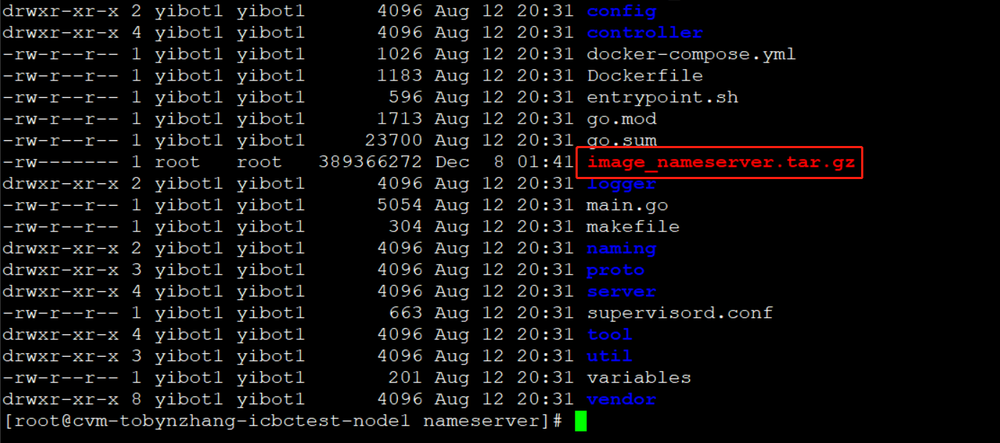 drwxr-xr-x 2 yibot1 yibot1      4096 Aug 12 20:31 config
drwxr-xr-x 4 yibot1 yibot1      4096 Aug 12 20:31 controller
-rw-r--r-- 1 yibot1 yibot1      1026 Aug 12 20:31 docker-compose.yml
-rw-r--r-- 1 yibot1 yibot1      1183 Aug 12 20:31 Dockerfile
-rw-r--r-- 1 yibot1 yibot1       596 Aug 12 20:31 entrypoint.sh
-rw-r--r-- 1 yibot1 yibot1      1713 Aug 12 20:31 go.mod
-rw-r--r-- 1 yibot1 yibot1     23700 Aug 12 20:31 go.sum
-rw------- 1 root   root   389366272 Dec  8 01:41 image_nameserver.tar.gz
drwxr-xr-x 2 yibot1 yibot1      4096 Aug 12 20:31 logger
-rw-r--r-- 1 yibot1 yibot1      5054 Aug 12 20:31 main.go
-rw-r--r-- 1 yibot1 yibot1       304 Aug 12 20:31 makefile
drwxr-xr-x 2 yibot1 yibot1      4096 Aug 12 20:31 naming
drwxr-xr-x 3 yibot1 yibot1      4096 Aug 12 20:31 proto
drwxr-xr-x 4 yibot1 yibot1      4096 Aug 12 20:31 server
-rw-r--r-- 1 yibot1 yibot1       663 Aug 12 20:31 supervisord.conf
drwxr-xr-x 4 yibot1 yibot1      4096 Aug 12 20:31 tool
drwxr-xr-x 3 yibot1 yibot1      4096 Aug 12 20:31 util
-rw-r--r-- 1 yibot1 yibot1       201 Aug 12 20:31 variables
drwxr-xr-x 8 yibot1 yibot1      4096 Aug 12 20:31 vendor
[root@cvm-tobynzhang-icbctest-node1 nameserver]#